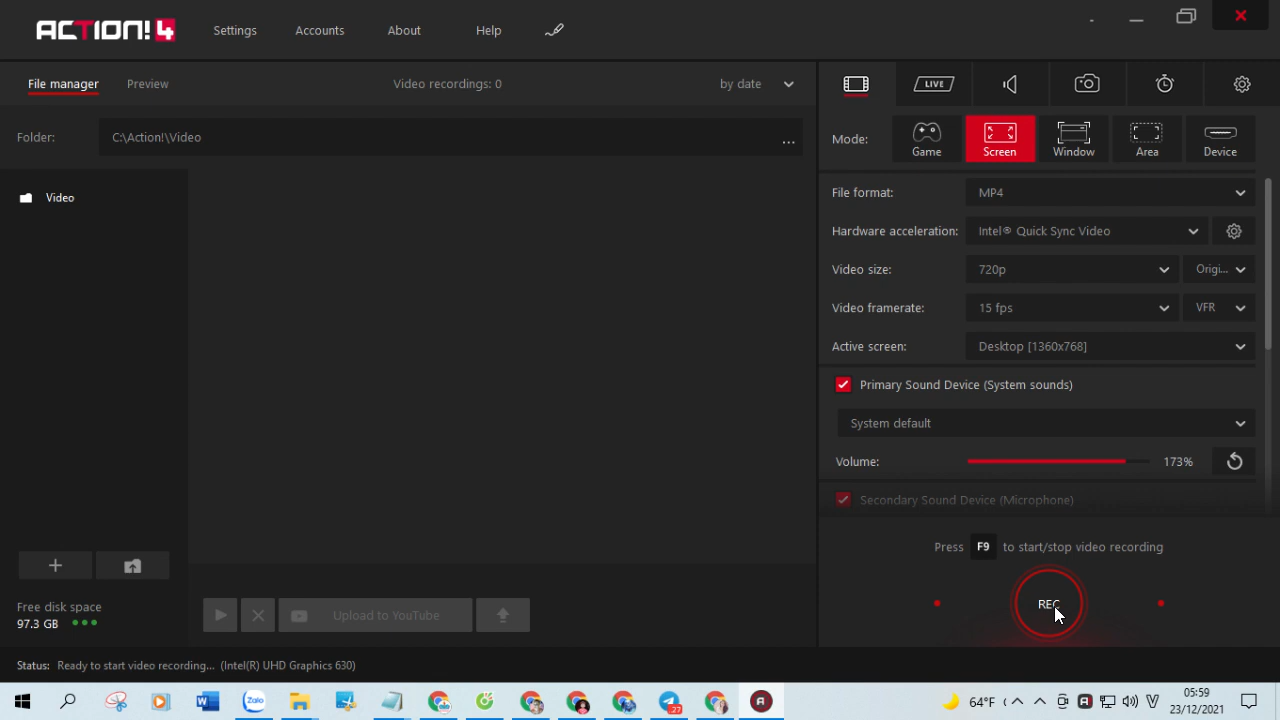 ACTION! 4
Settings
Accounts
About
Help
File manager
Preview
Video recordings: 0
by date
LIVE
Folder:
C:\Action!\Video
...
Mode:
Game
Screen
Window
Area
Device
Video
File format:
MP4
Hardware acceleration:
Intel® Quick Sync Video
Video size:
720p
Origi...
Video framerate:
15 fps
VFR
Active screen:
Desktop [1360x768]
Primary Sound Device (System sounds)
System default
Volume:
173%
Secondary Sound Device (Microphone)
Press F9 to start/stop video recording
REC
Free disk space
97.3 GB
Upload to YouTube
Status: Ready to start video recording... (Intel(R) UHD Graphics 630)
Zalo
27
64°F
05:59
23/12/2021